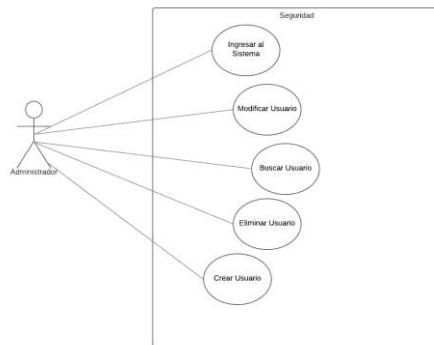 Seguridad
Ingresar al
Sistema
Modificar Usuario
Buscar Usuario
Administrador
Eliminar Usuario
Crear Usuario